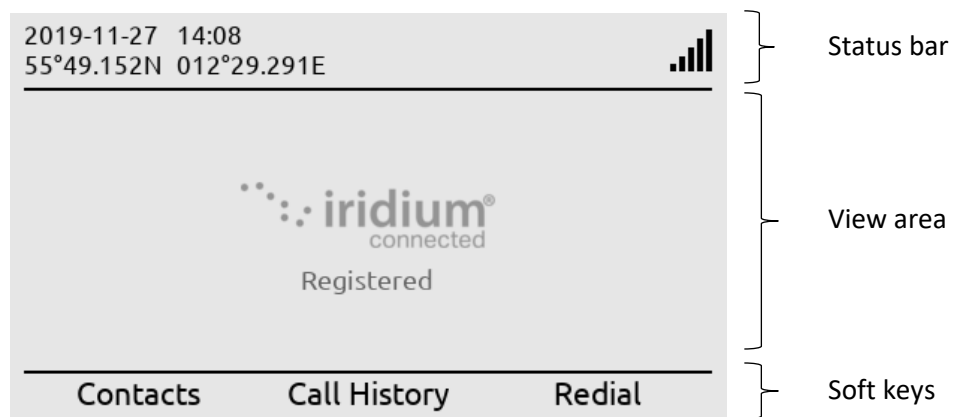 2019-11-27 14:08
55°49.152N 012°29.291E
Status bar
iridium®
connected
Registered
View area
Contacts Call History Redial
Soft keys